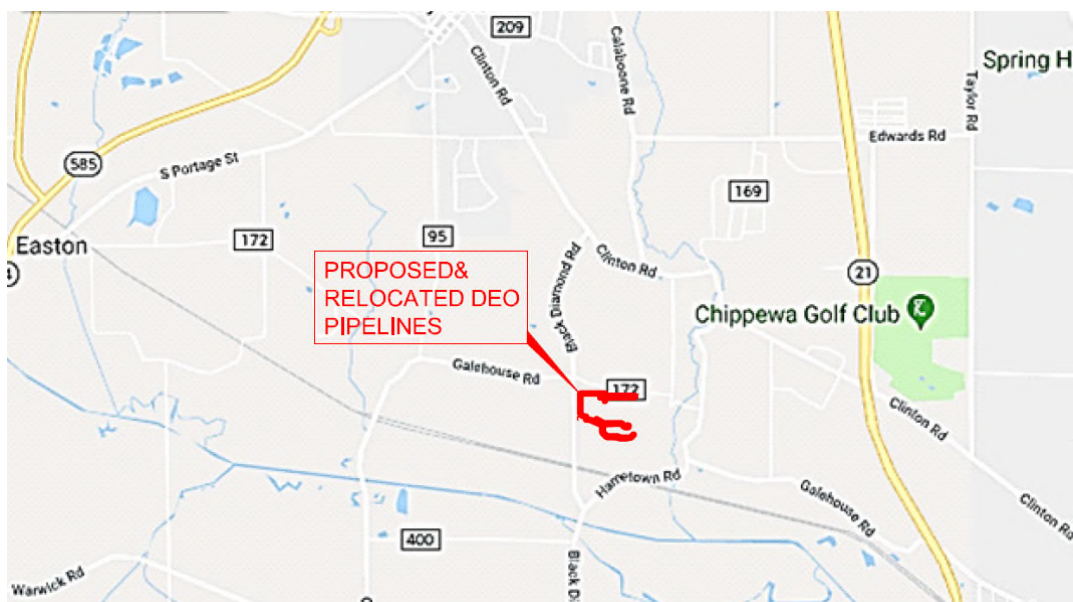 209
Clinton Rd
Calaboone Rd
Spring H
Taylor Rd
Edwards Rd
585
S Portage St
169
Easton
172
95
Clinton Rd
21
PROPOSED&
RELOCATED DEO
PIPELINES
Black Diamond Rd
Chippewa Golf Club
Galehouse Rd
172
Clinton Rd
Hametown Rd
Galehouse Rd
Clinton Rd
400
Warwick Rd
Black Di